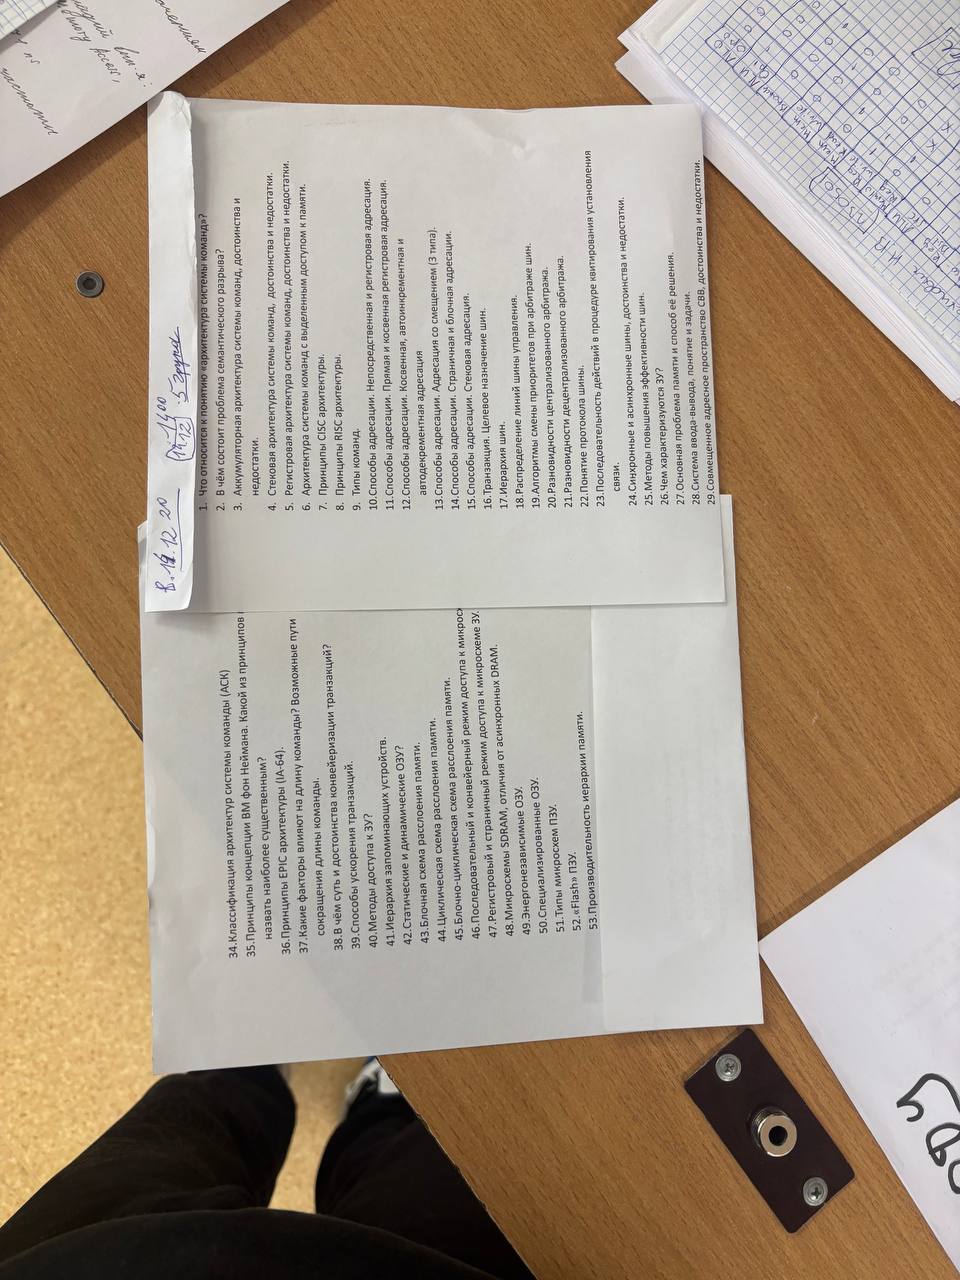 в. 14.12 20
14⁰⁰
14.12
5 група
1. Что относится к понятию «архитектура системы команд»?
2. В чём состоит проблема семантического разрыва?
3. Аккумуляторная архитектура системы команд, достоинства и
недостатки.
4. Стековая архитектура системы команд, достоинства и недостатки.
5. Регистровая архитектура системы команд, достоинства и недостатки.
6. Архитектура системы команд с выделенным доступом к памяти.
7. Принципы CISC архитектуры.
8. Принципы RISC архитектуры.
9. Типы команд.
10.Способы адресации. Непосредственная и регистровая адресация.
11.Способы адресации. Прямая и косвенная регистровая адресация.
12.Способы адресации. Косвенная, автоинкрементная и
автодекрементная адресация
13.Способы адресации. Адресация со смещением (3 типа).
14.Способы адресации. Страничная и блочная адресации.
15.Способы адресации. Стековая адресация.
16.Транзакция. Целевое назначение шин.
17.Иерархия шин.
18.Распределение линий шины управления.
19.Алгоритмы смены приоритетов при арбитраже шин.
20.Разновидности централизованного арбитража.
21.Разновидности децентрализованного арбитража.
22.Понятие протокола шины.
23.Последовательность действий в процедуре квитирования установления
связи.
24.Синхронные и асинхронные шины, достоинства и недостатки.
25.Методы повышения эффективности шин.
26.Чем характеризуются ЗУ?
27.Основная проблема памяти и способ её решения.
28.Система ввода-вывода, понятие и задачи.
29.Совмещенное адресное пространство СВВ, достоинства и недостатки.
34.Классификация архитектур системы команды (АСК)
35.Принципы концепции ВМ фон Неймана. Какой из принципов
назвать наиболее существенным?
36.Принципы EPIC архитектуры (IA-64).
37.Какие факторы влияют на длину команды? Возможные пути
сокращения длины команды.
38.В чём суть и достоинства конвейеризации транзакций?
39.Способы ускорения транзакций.
40.Методы доступа к ЗУ?
41.Иерархия запоминающих устройств.
42.Статические и динамические ОЗУ?
43.Блочная схема расслоения памяти.
44.Циклическая схема расслоения памяти.
45.Блочно-циклическая схема расслоения памяти.
46.Последовательный и конвейерный режим доступа к микросх
47.Регистровый и страничный режим доступа к микросхеме ЗУ.
48.Микросхемы SDRAM, отличия от асинхронных DRAM.
49.Энергонезависимые ОЗУ.
50.Специализированные ОЗУ.
51.Типы микросхем ПЗУ.
52.«Flash» ПЗУ.
53.Производительность иерархии памяти.